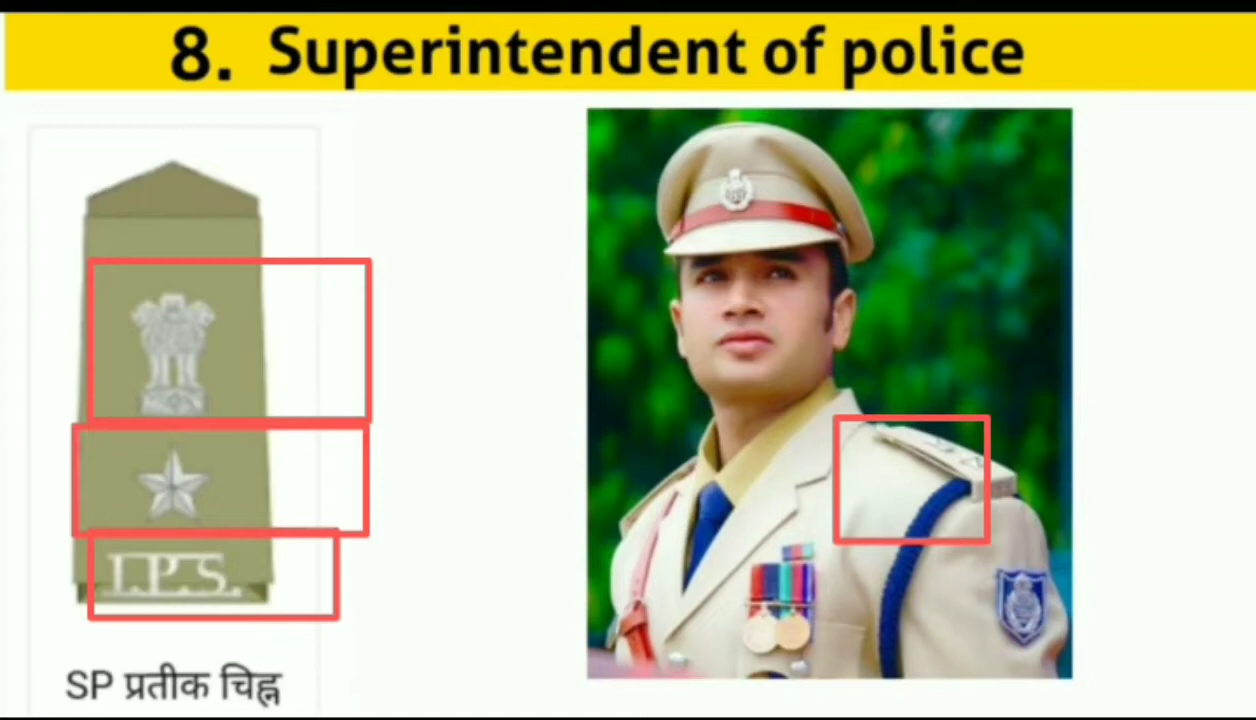 8. Superintendent of police
I.P.S.
SP प्रतीक चिह्न